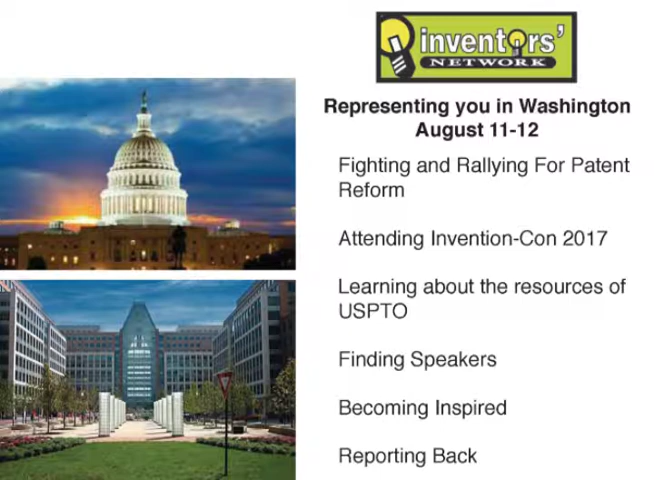 inventors'
NETWORK
Representing you in Washington
August 11-12
Fighting and Rallying For Patent
Reform
Attending Invention-Con 2017
Learning about the resources of
USPTO
Finding Speakers
Becoming Inspired
Reporting Back